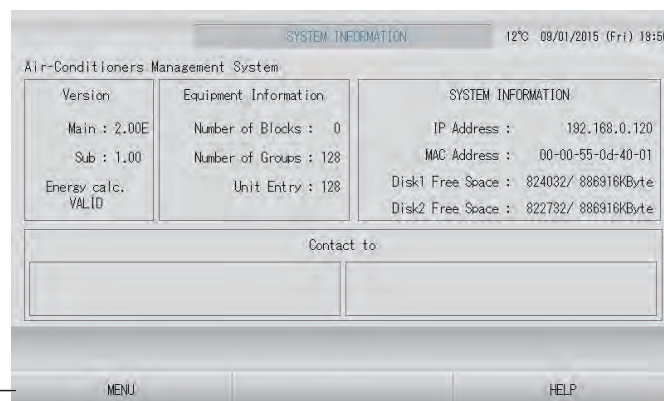 SYSTEM INFORMATION 12°C 09/01/2015 (Fri) 19:5
Air-Conditioners Management System
Version
Main : 2.00E
Sub : 1.00
Energy calc.
VALID
Equipment Information
Number of Blocks : 0
Number of Groups : 128
Unit Entry : 128
SYSTEM INFORMATION
IP Address : 192.168.0.120
MAC Address : 00-00-55-0d-40-01
Disk1 Free Space : 824032/ 886916KByte
Disk2 Free Space : 822732/ 886916KByte
Contact to
MENU HELP